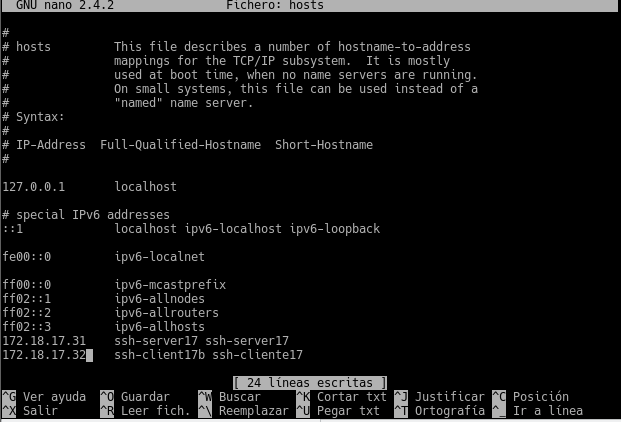 GNU nano 2.4.2 Fichero: hosts
#
# hosts This file describes a number of hostname-to-address
# mappings for the TCP/IP subsystem. It is mostly
# used at boot time, when no name servers are running.
# On small systems, this file can be used instead of a
# "named" name server.
# Syntax:
#
# IP-Address Full-Qualified-Hostname Short-Hostname
#
127.0.0.1 localhost
# special IPv6 addresses
::1 localhost ipv6-localhost ipv6-loopback
fe00::0 ipv6-localnet
ff00::0 ipv6-mcastprefix
ff02::1 ipv6-allnodes
ff02::2 ipv6-allrouters
ff02::3 ipv6-allhosts
172.18.17.31 ssh-server17 ssh-server17
172.18.17.32 ssh-client17b ssh-cliente17
[ 24 líneas escritas ]
^G Ver ayuda ^O Guardar ^W Buscar ^K Cortar txt ^J Justificar ^C Posición
^X Salir ^R Leer fich. ^\ Reemplazar ^U Pegar txt ^T Ortografía ^_ Ir a línea